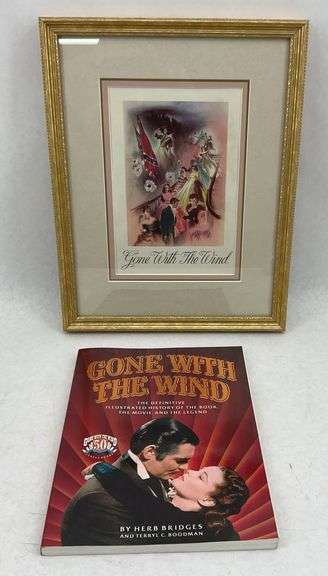 Gone With The Wind
GONE WITH
THE WIND
THE DEFINITIVE
ILLUSTRATED HISTORY OF THE BOOK,
THE MOVIE, AND THE LEGEND
50
BY HERB BRIDGES
AND TERRYL C. BOODMAN